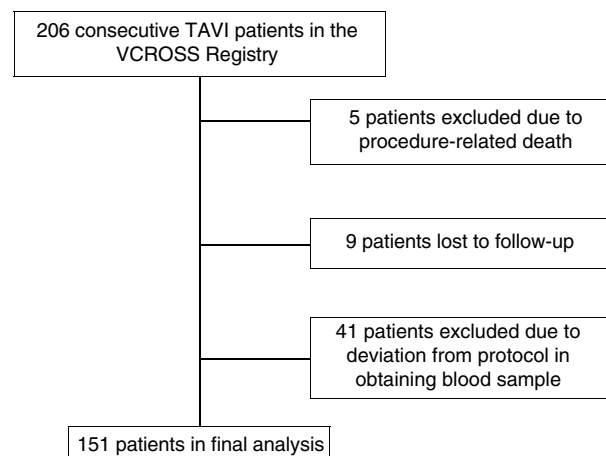 206 consecutive TAVI patients in the
VCROSS Registry
5 patients excluded due to
procedure-related death
9 patients lost to follow-up
41 patients excluded due to
deviation from protocol in
obtaining blood sample
151 patients in final analysis